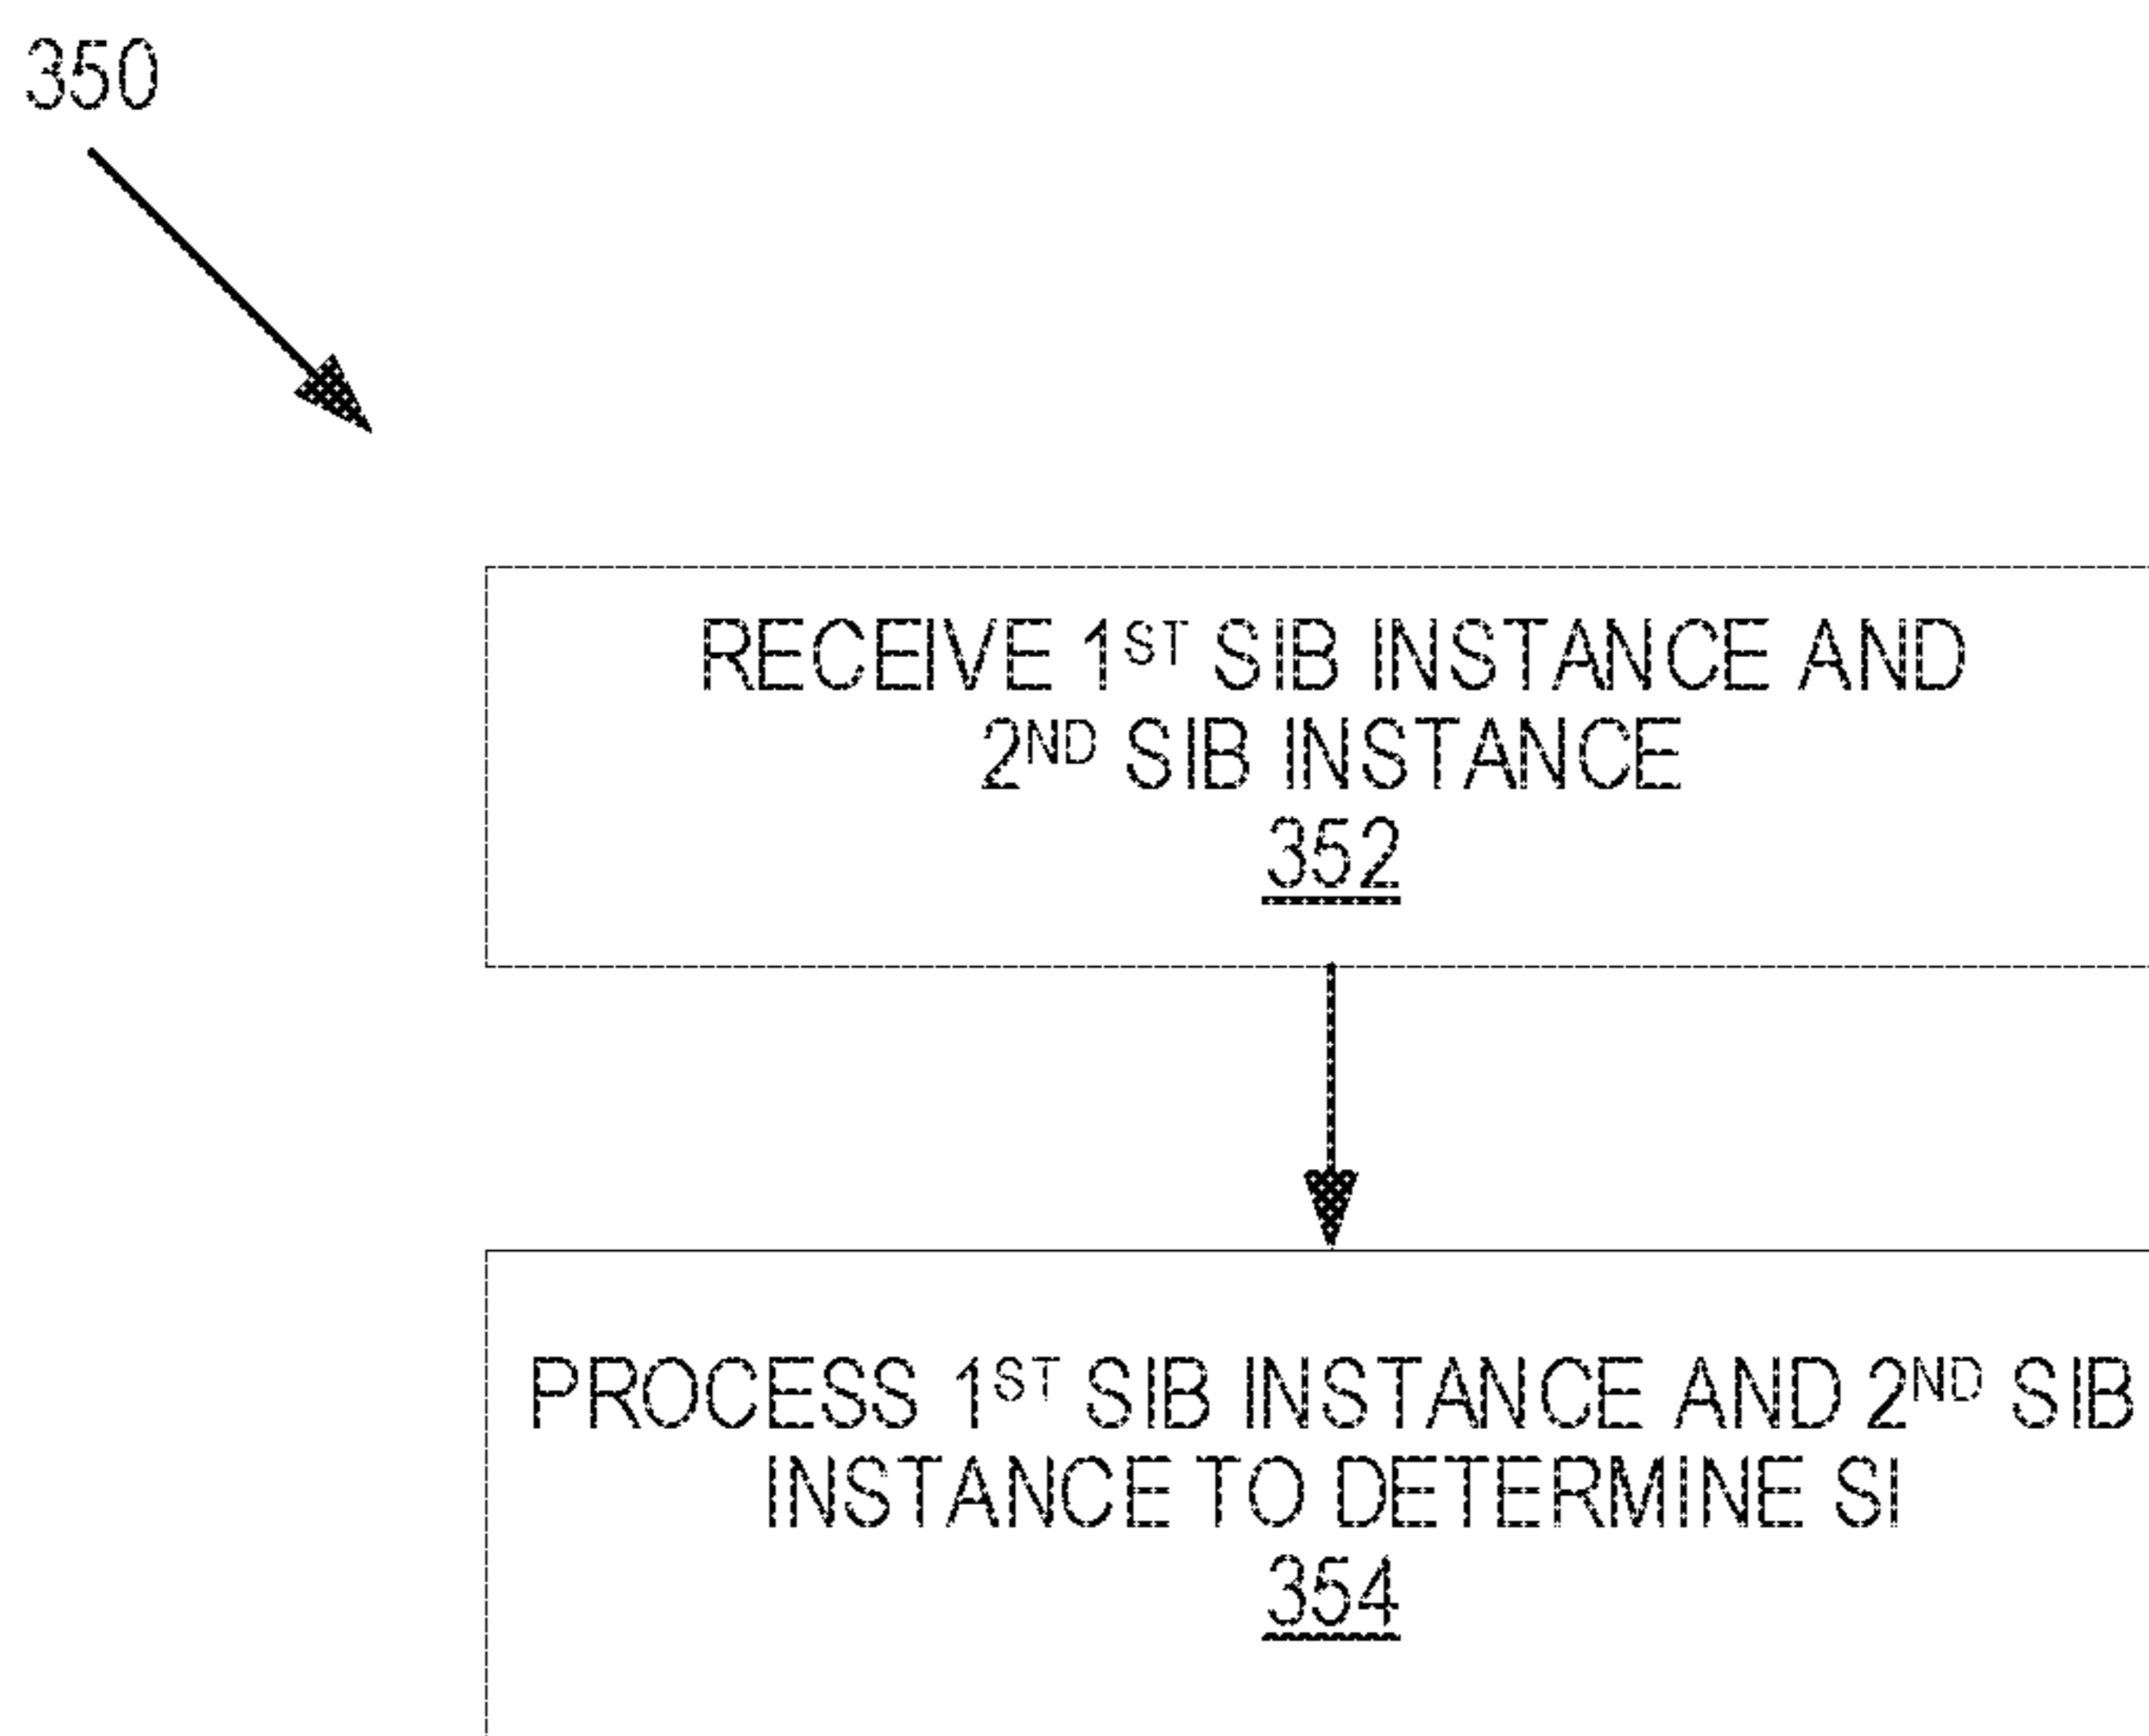 350
RECEIVE 1ST SIB INSTANCE AND
2ND SIB INSTANCE
352
PROCESS 1ST SIB INSTANCE AND 2ND SIB
INSTANCE TO DETERMINE SI
354